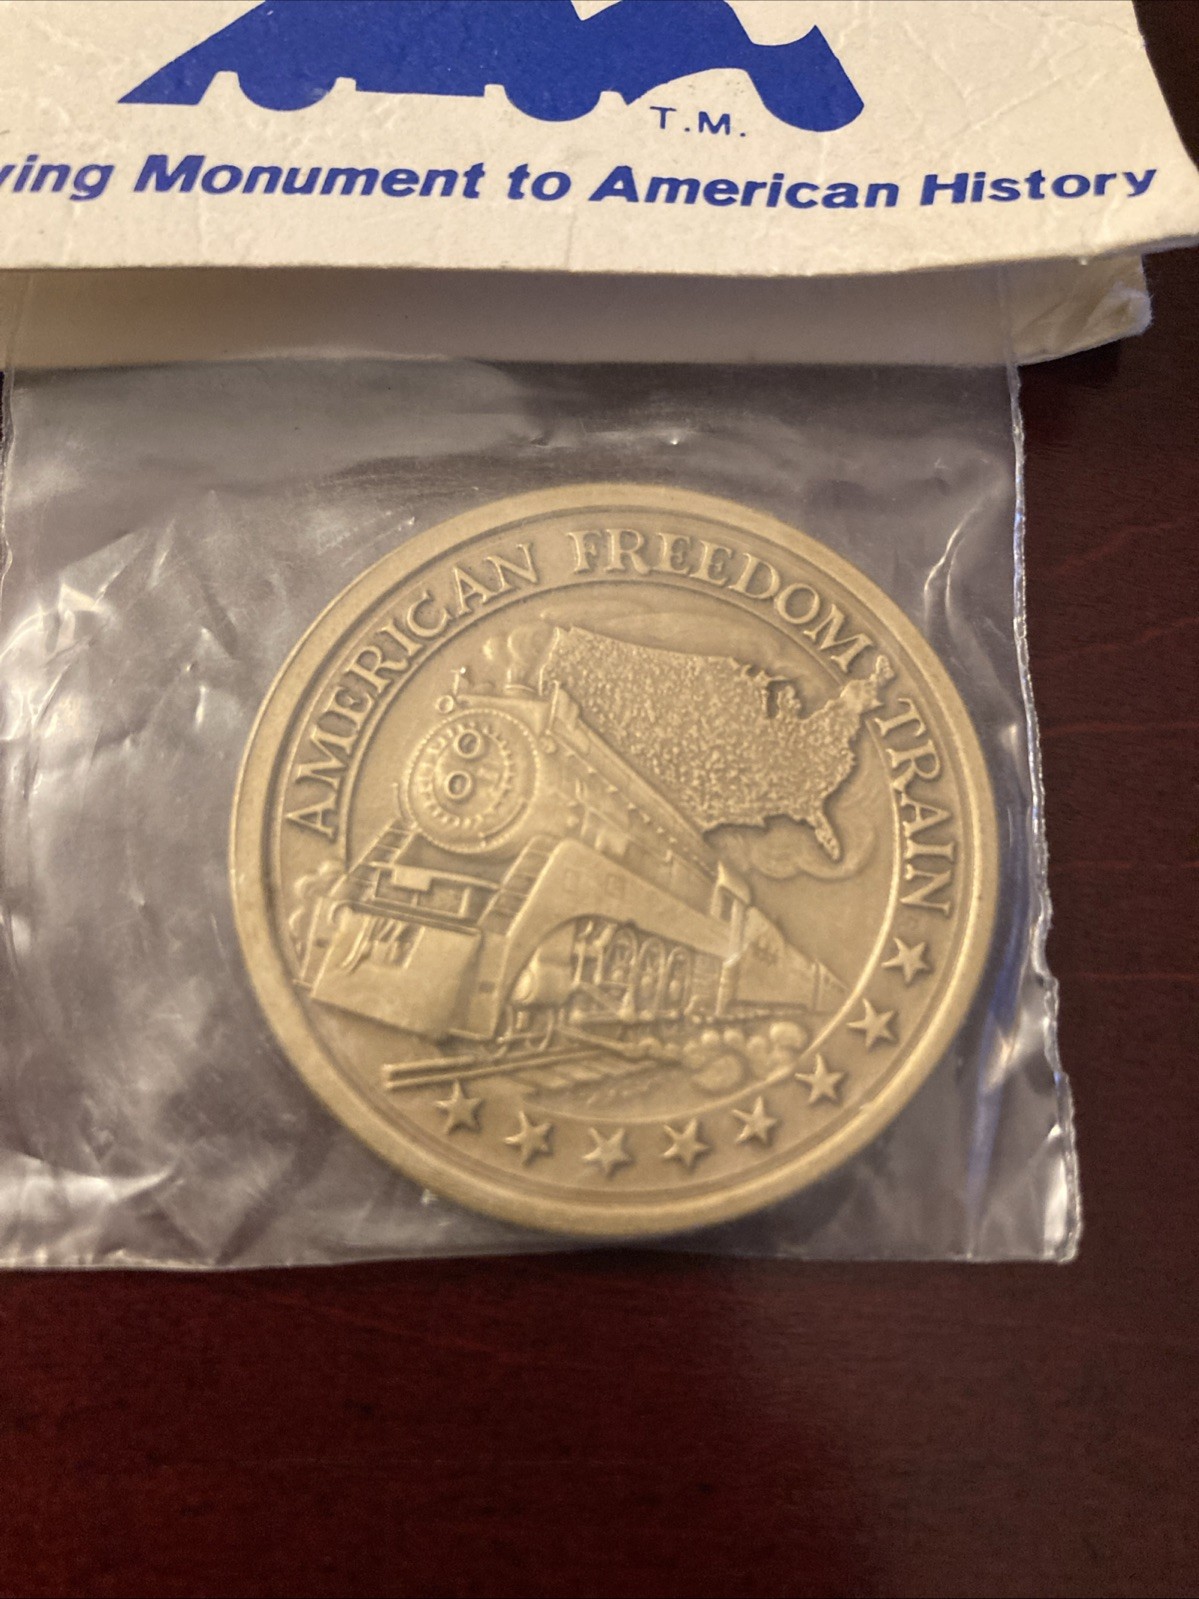 T.M.
ving Monument to American History
AMERICAN FREEDOM TRAIN